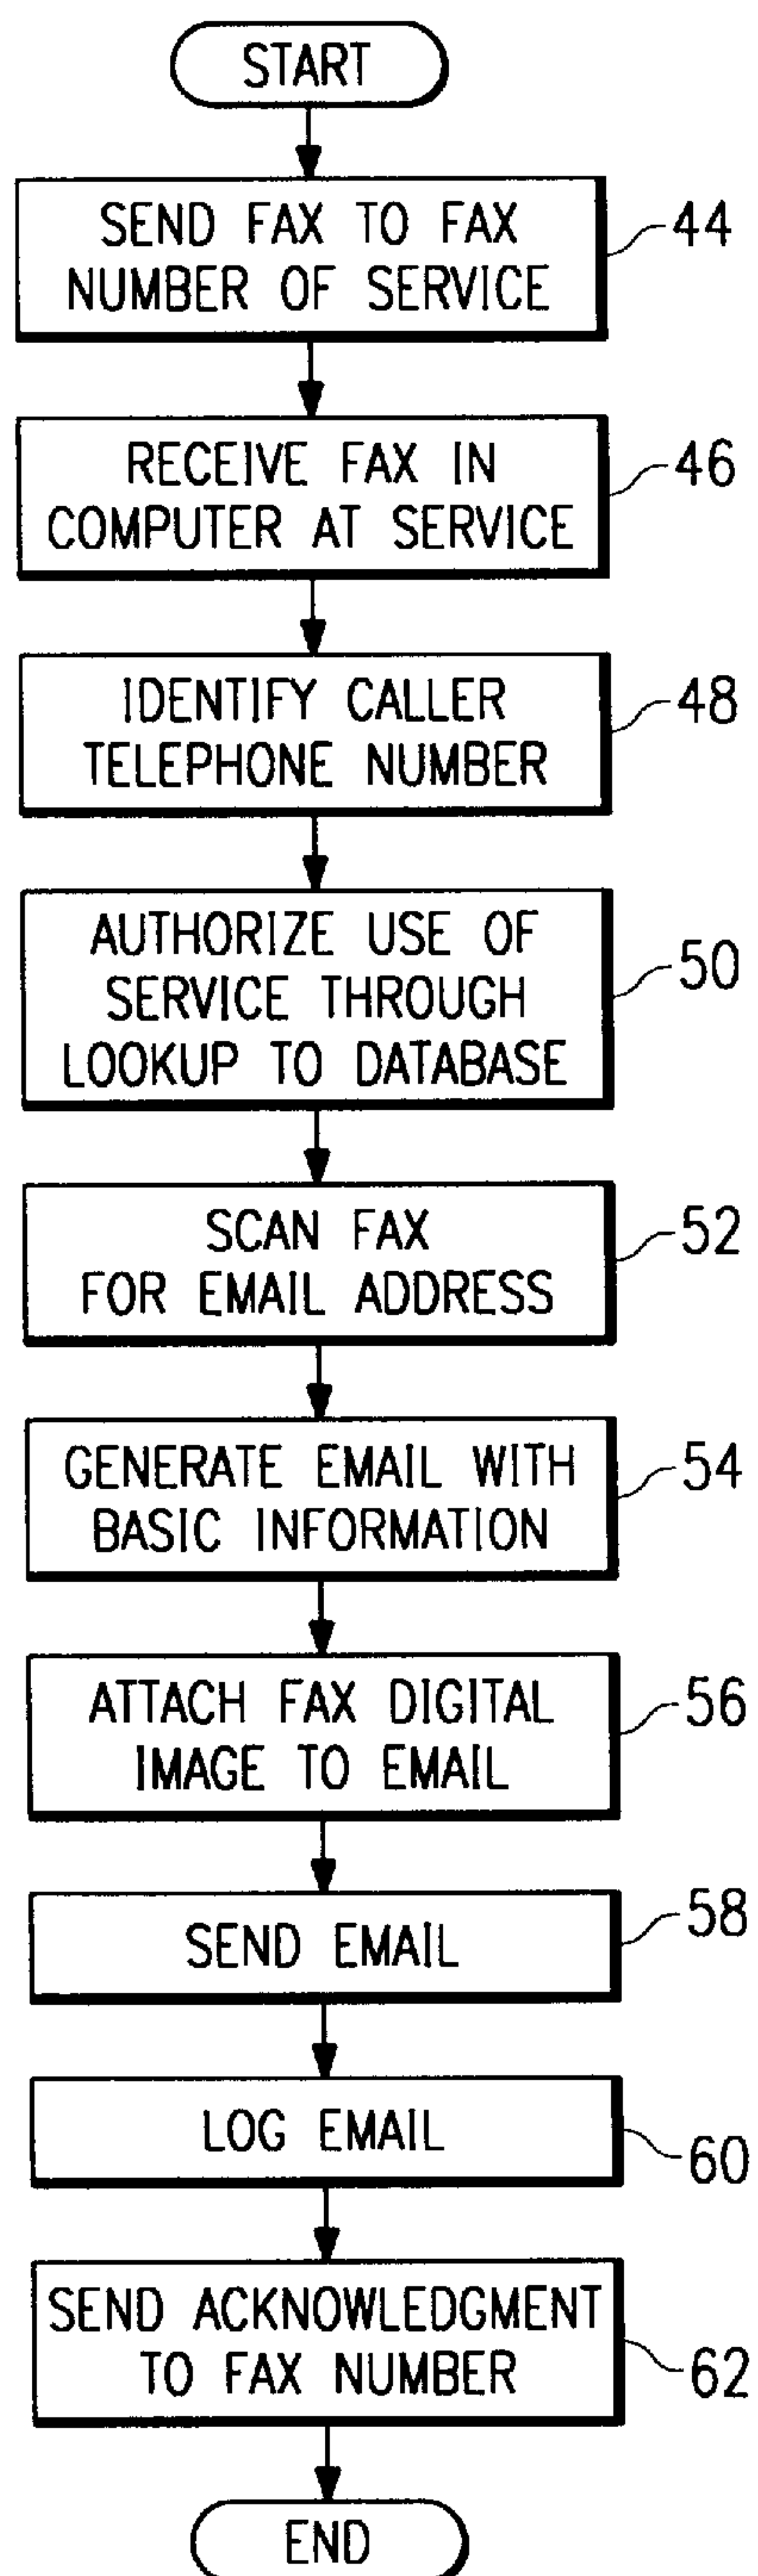 START
SEND FAX TO FAX
NUMBER OF SERVICE
44
RECEIVE FAX IN
COMPUTER AT SERVICE
46
IDENTIFY CALLER
TELEPHONE NUMBER
48
AUTHORIZE USE OF
SERVICE THROUGH
LOOKUP TO DATABASE
50
SCAN FAX
FOR EMAIL ADDRESS
52
GENERATE EMAIL WITH
BASIC INFORMATION
54
ATTACH FAX DIGITAL
IMAGE TO EMAIL
56
SEND EMAIL
58
LOG EMAIL
60
SEND ACKNOWLEDGMENT
TO FAX NUMBER
62
END